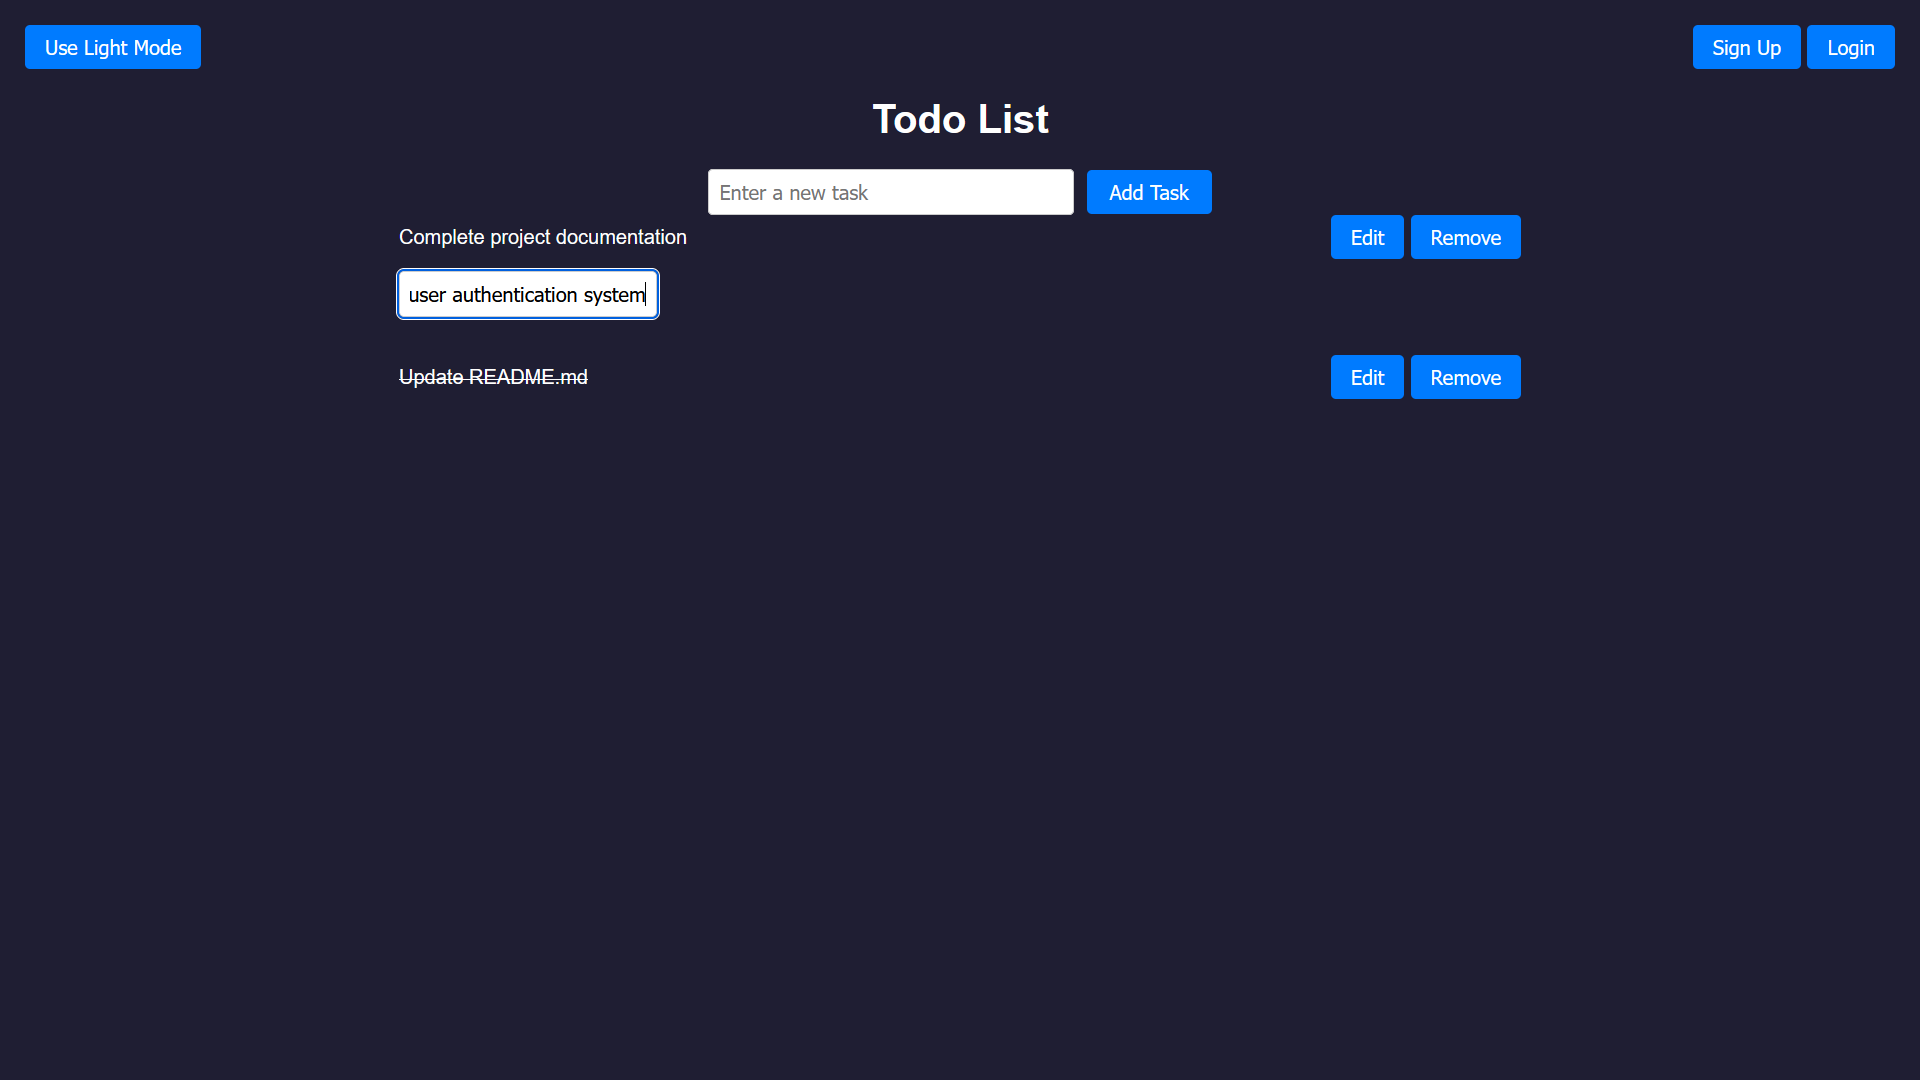 Use Light Mode
Sign Up
Login
Todo List
Enter a new task
Add Task
Complete project documentation
Edit
Remove
user authentication system
Update README.md
Edit
Remove